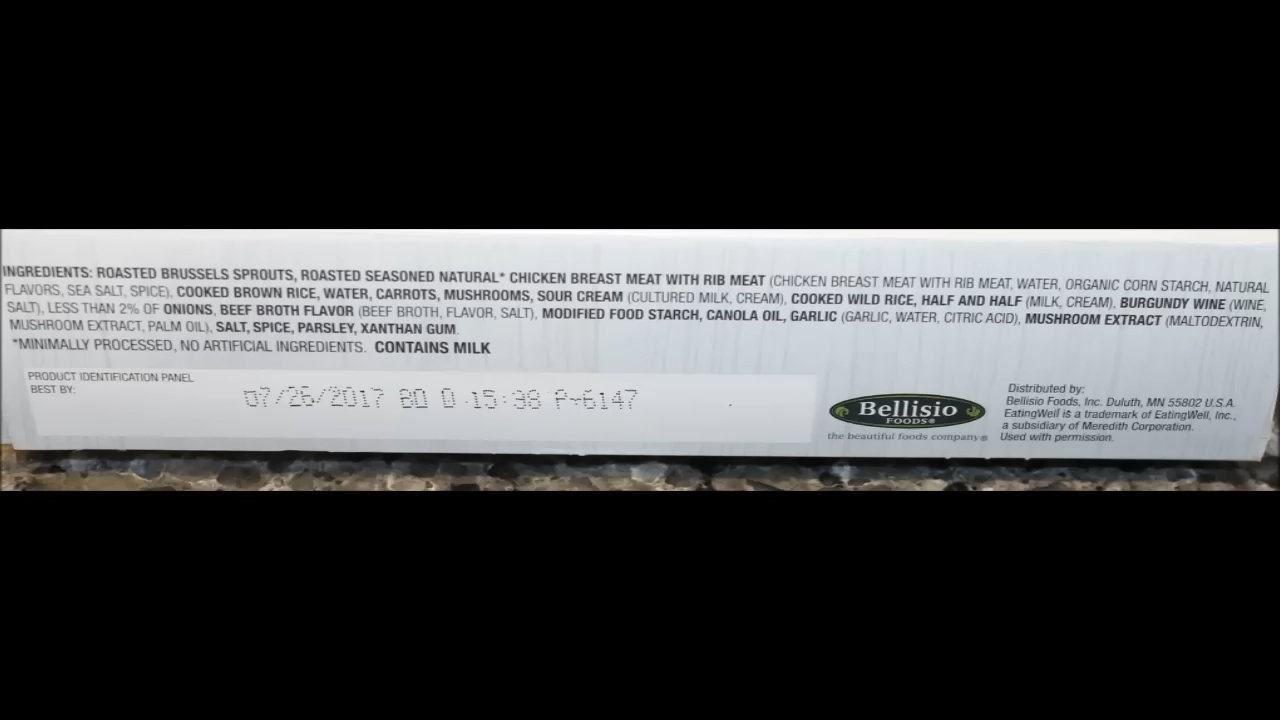 INGREDIENTS: ROASTED BRUSSELS SPROUTS, ROASTED SEASONED NATURAL* CHICKEN BREAST MEAT WITH RIB MEAT (CHICKEN BREAST MEAT WITH RIB MEAT, WATER, ORGANIC CORN STARCH, NATURAL
FLAVORS, SEA SALT, SPICE), COOKED BROWN RICE, WATER, CARROTS, MUSHROOMS, SOUR CREAM (CULTURED MILK, CREAM), COOKED WILD RICE, HALF AND HALF (MILK, CREAM), BURGUNDY WINE (WINE,
SALT), LESS THAN 2% OF ONIONS, BEEF BROTH FLAVOR (BEEF BROTH, FLAVOR, SALT), MODIFIED FOOD STARCH, CANOLA OIL, GARLIC (GARLIC, WATER, CITRIC ACID), MUSHROOM EXTRACT (MALTODEXTRIN,
MUSHROOM EXTRACT, PALM OIL), SALT, SPICE, PARSLEY, XANTHAN GUM.
*MINIMALLY PROCESSED, NO ARTIFICIAL INGREDIENTS. CONTAINS MILK
PRODUCT IDENTIFICATION PANEL
BEST BY:
07/26/2017 BO 0 15:38 P-6147
Bellisio
FOODS®
the beautiful foods company®
Distributed by:
Bellisio Foods, Inc. Duluth, MN 55802 U.S.A.
EatingWell is a trademark of EatingWell, Inc.,
a subsidiary of Meredith Corporation.
Used with permission.